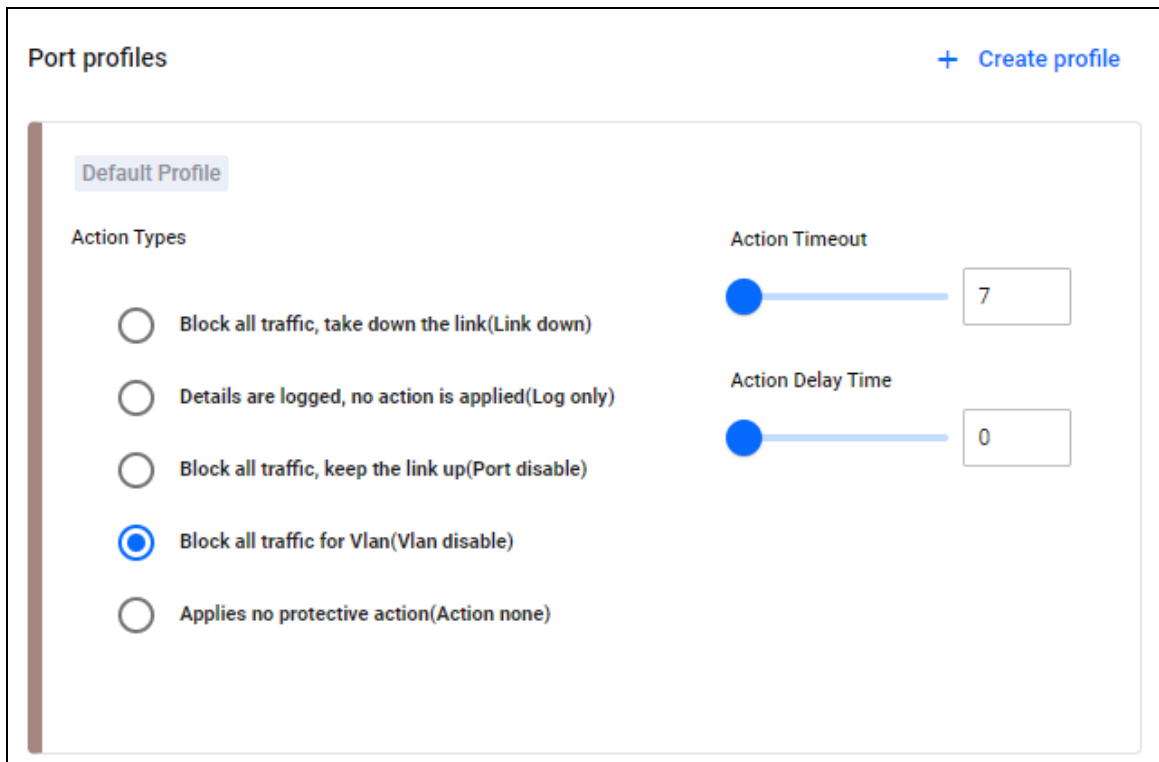 Port profiles
+ Create profile
Default Profile
Action Types
Block all traffic, take down the link(Link down)
Details are logged, no action is applied(Log only)
Block all traffic, keep the link up(Port disable)
Block all traffic for Vlan(Vlan disable)
Applies no protective action(Action none)
Action Timeout
7
Action Delay Time
0